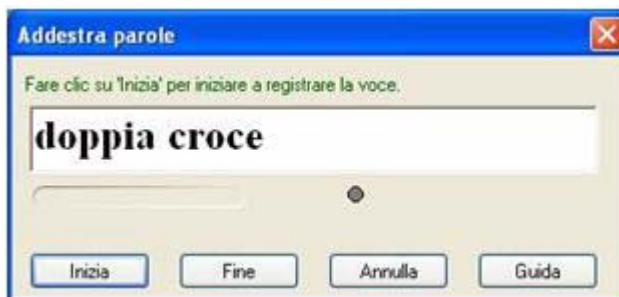 Addestra parole
Fare clic su 'Inizia' per iniziare a registrare la voce.
doppia croce
Inizia Fine Annulla Guida